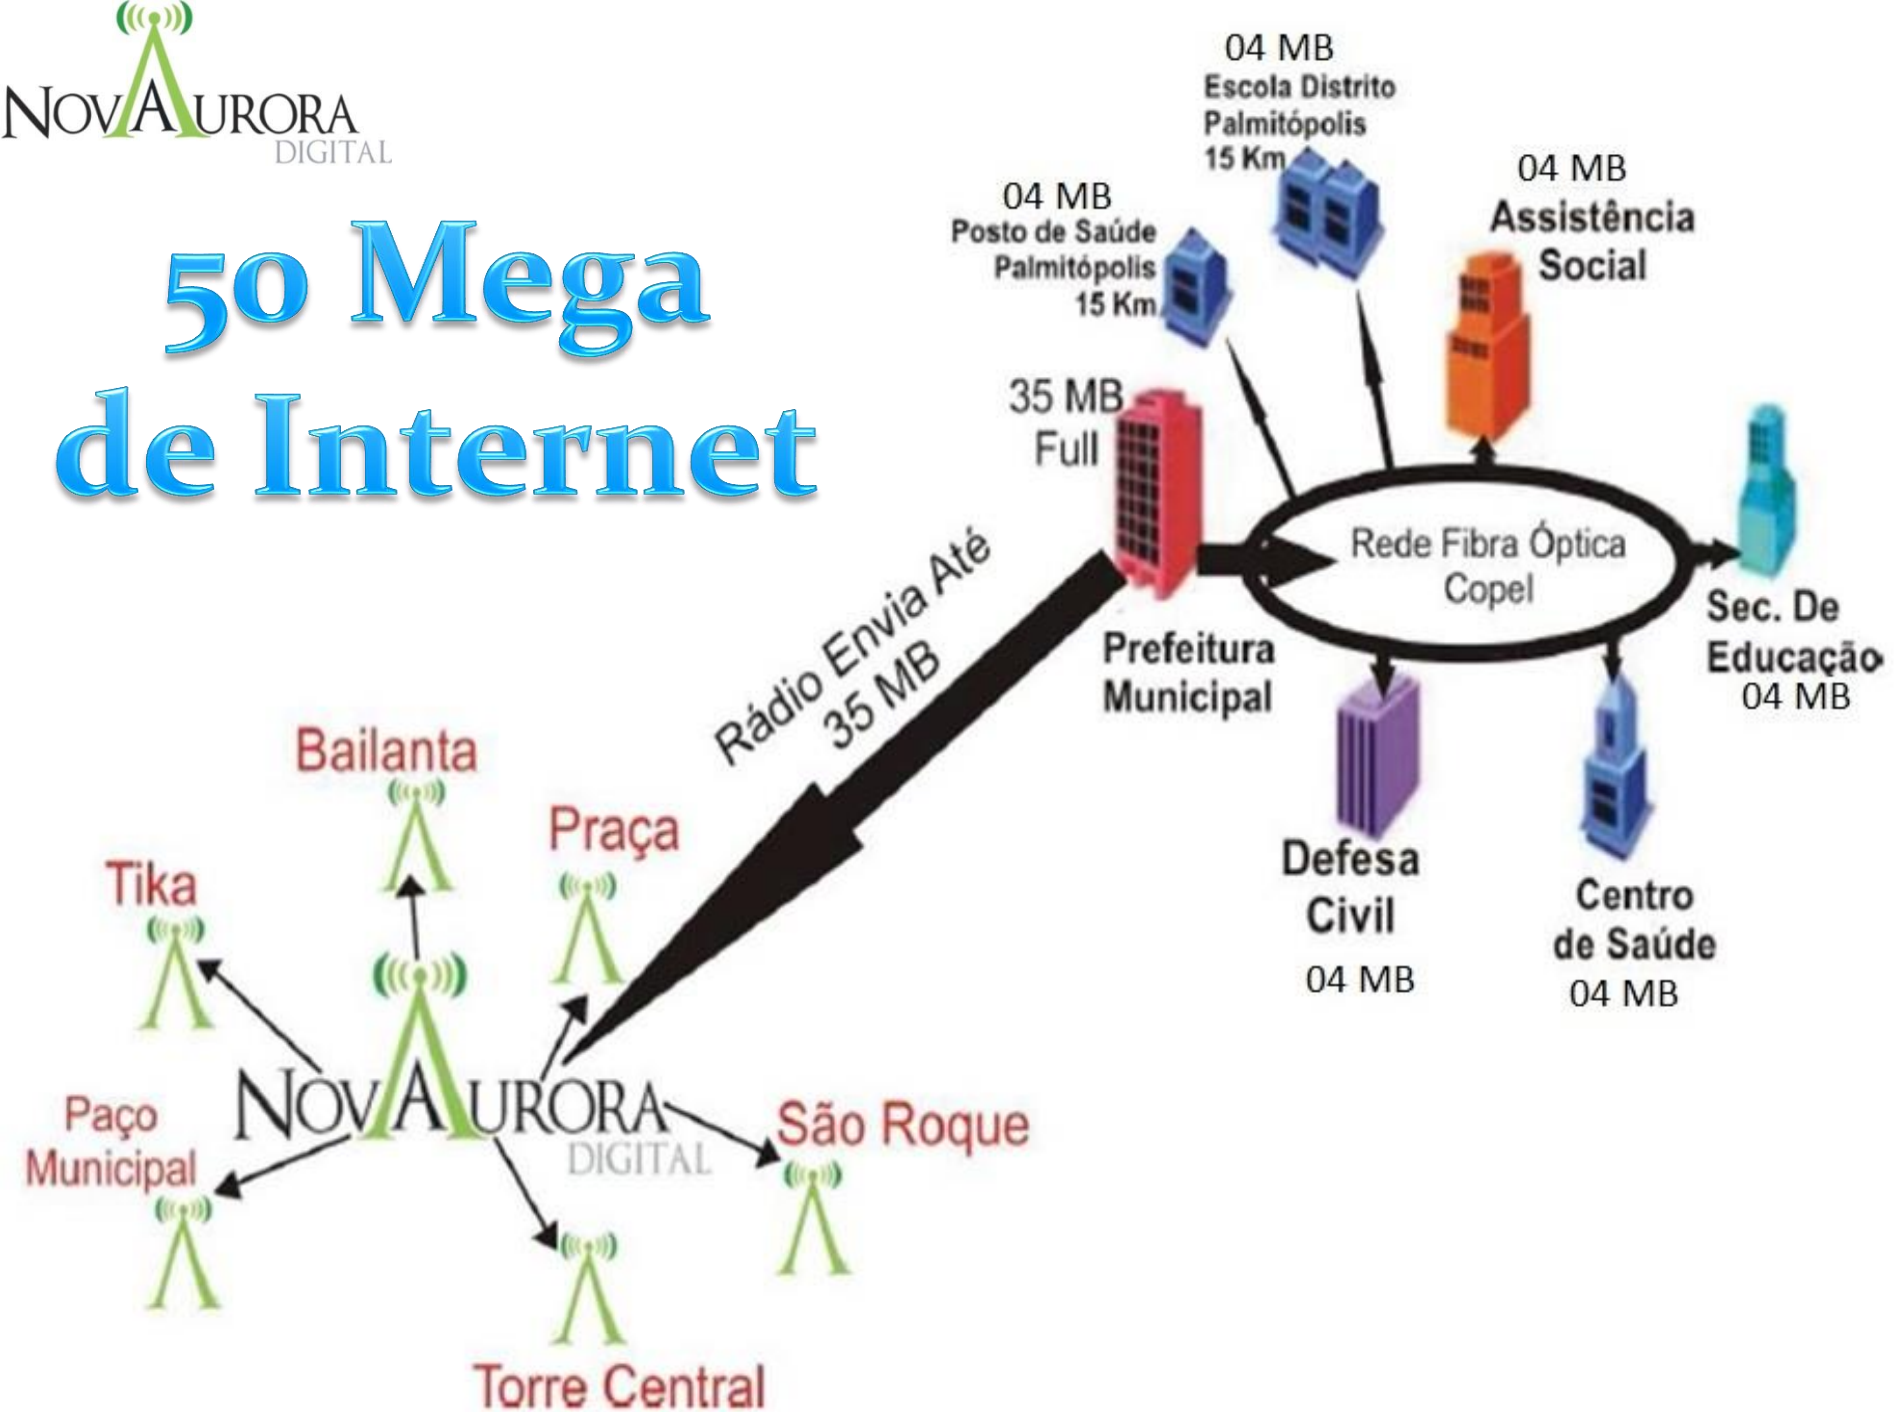 NOVAURORA
DIGITAL
50 Mega
de Internet
04 MB
Escola Distrito
Palmitópolis
15 Km
04 MB
Posto de Saúde
Palmitópolis
15 Km
04 MB
Assistência
Social
35 MB
Full
Rede Fibra Óptica
Copel
Sec. De
Educação
04 MB
Prefeitura
Municipal
Rádio Envia Até
35 MB
Defesa
Civil
04 MB
Centro
de Saúde
04 MB
Bailanta
Praça
Tika
NOVAURORA
DIGITAL
Paço
Municipal
São Roque
Torre Central